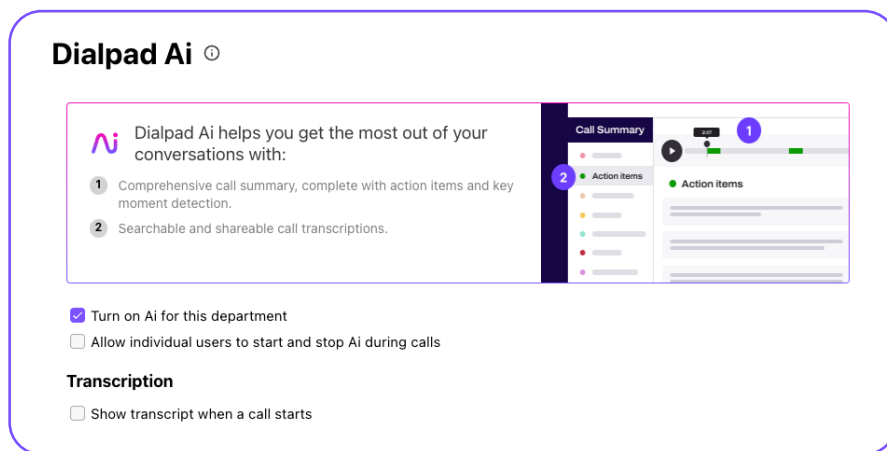 Dialpad Ai
Dialpad Ai helps you get the most out of your
conversations with:
1 Comprehensive call summary, complete with action items and key
moment detection.
2 Searchable and shareable call transcriptions.
Call Summary
2 Action items
2:07
1
Action items
Turn on Ai for this department
Allow individual users to start and stop Ai during calls
Transcription
Show transcript when a call starts